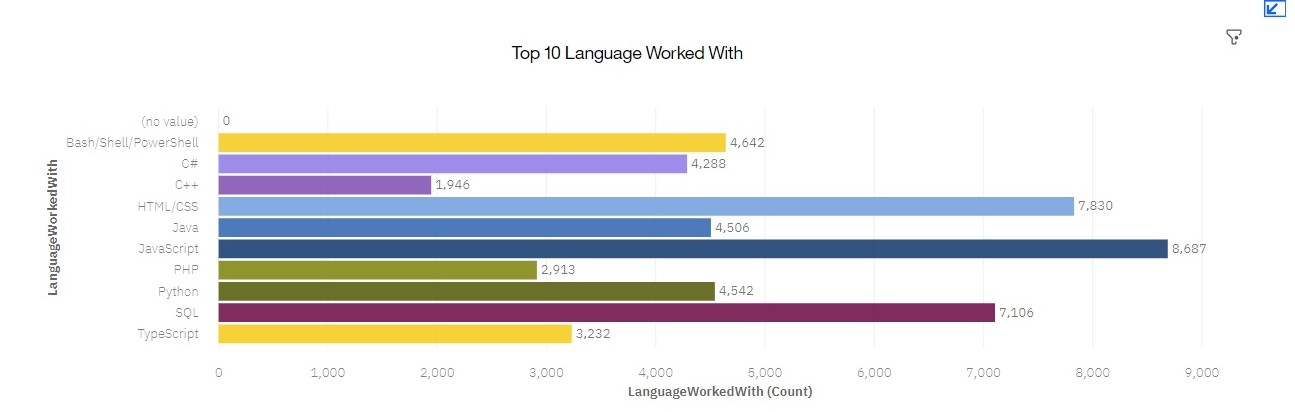 Top 10 Language Worked With
LanguageWorkedWith
(no value) 0
Bash/Shell/PowerShell 4,642
C# 4,288
C++ 1,946
HTML/CSS 7,830
Java 4,506
JavaScript 8,687
PHP 2,913
Python 4,542
SQL 7,106
TypeScript 3,232
0 1,000 2,000 3,000 4,000 5,000 6,000 7,000 8,000 9,000
LanguageWorkedWith (Count)